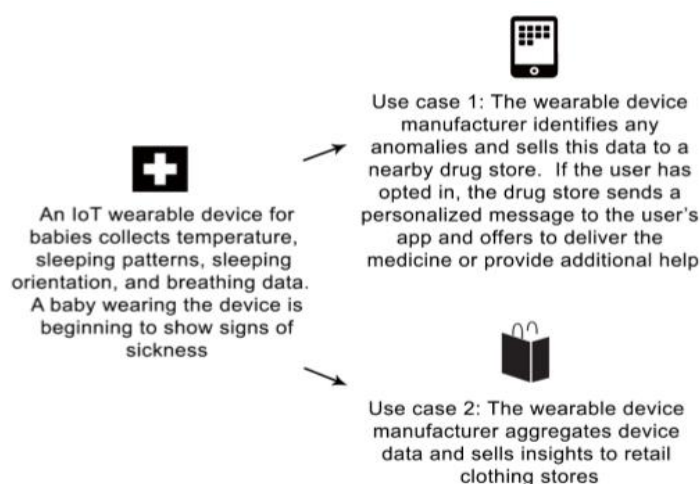 An IoT wearable device for
babies collects temperature,
sleeping patterns, sleeping
orientation, and breathing data.
A baby wearing the device is
beginning to show signs of
sickness
Use case 1: The wearable device
manufacturer identifies any
anomalies and sells this data to a
nearby drug store.  If the user has
opted in, the drug store sends a
personalized message to the user's
app and offers to deliver the
medicine or provide additional help
Use case 2: The wearable device
manufacturer aggregates device
data and sells insights to retail
clothing stores